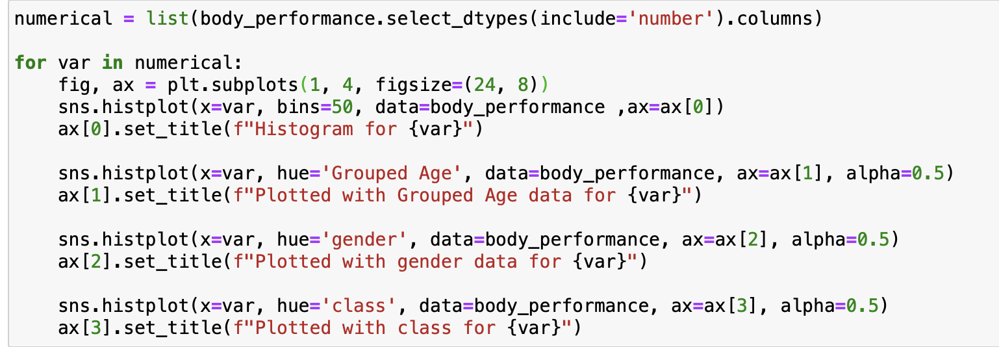 numerical = list(body_performance.select_dtypes(include='number').columns)
for var in numerical:
    fig, ax = plt.subplots(1, 4, figsize=(24, 8))
    sns.histplot(x=var, bins=50, data=body_performance ,ax=ax[0])
    ax[0].set_title(f"Histogram for {var}")
    sns.histplot(x=var, hue='Grouped Age', data=body_performance, ax=ax[1], alpha=0.5)
    ax[1].set_title(f"Plotted with Grouped Age data for {var}")
    sns.histplot(x=var, hue='gender', data=body_performance, ax=ax[2], alpha=0.5)
    ax[2].set_title(f"Plotted with gender data for {var}")
    sns.histplot(x=var, hue='class', data=body_performance, ax=ax[3], alpha=0.5)
    ax[3].set_title(f"Plotted with class for {var}")